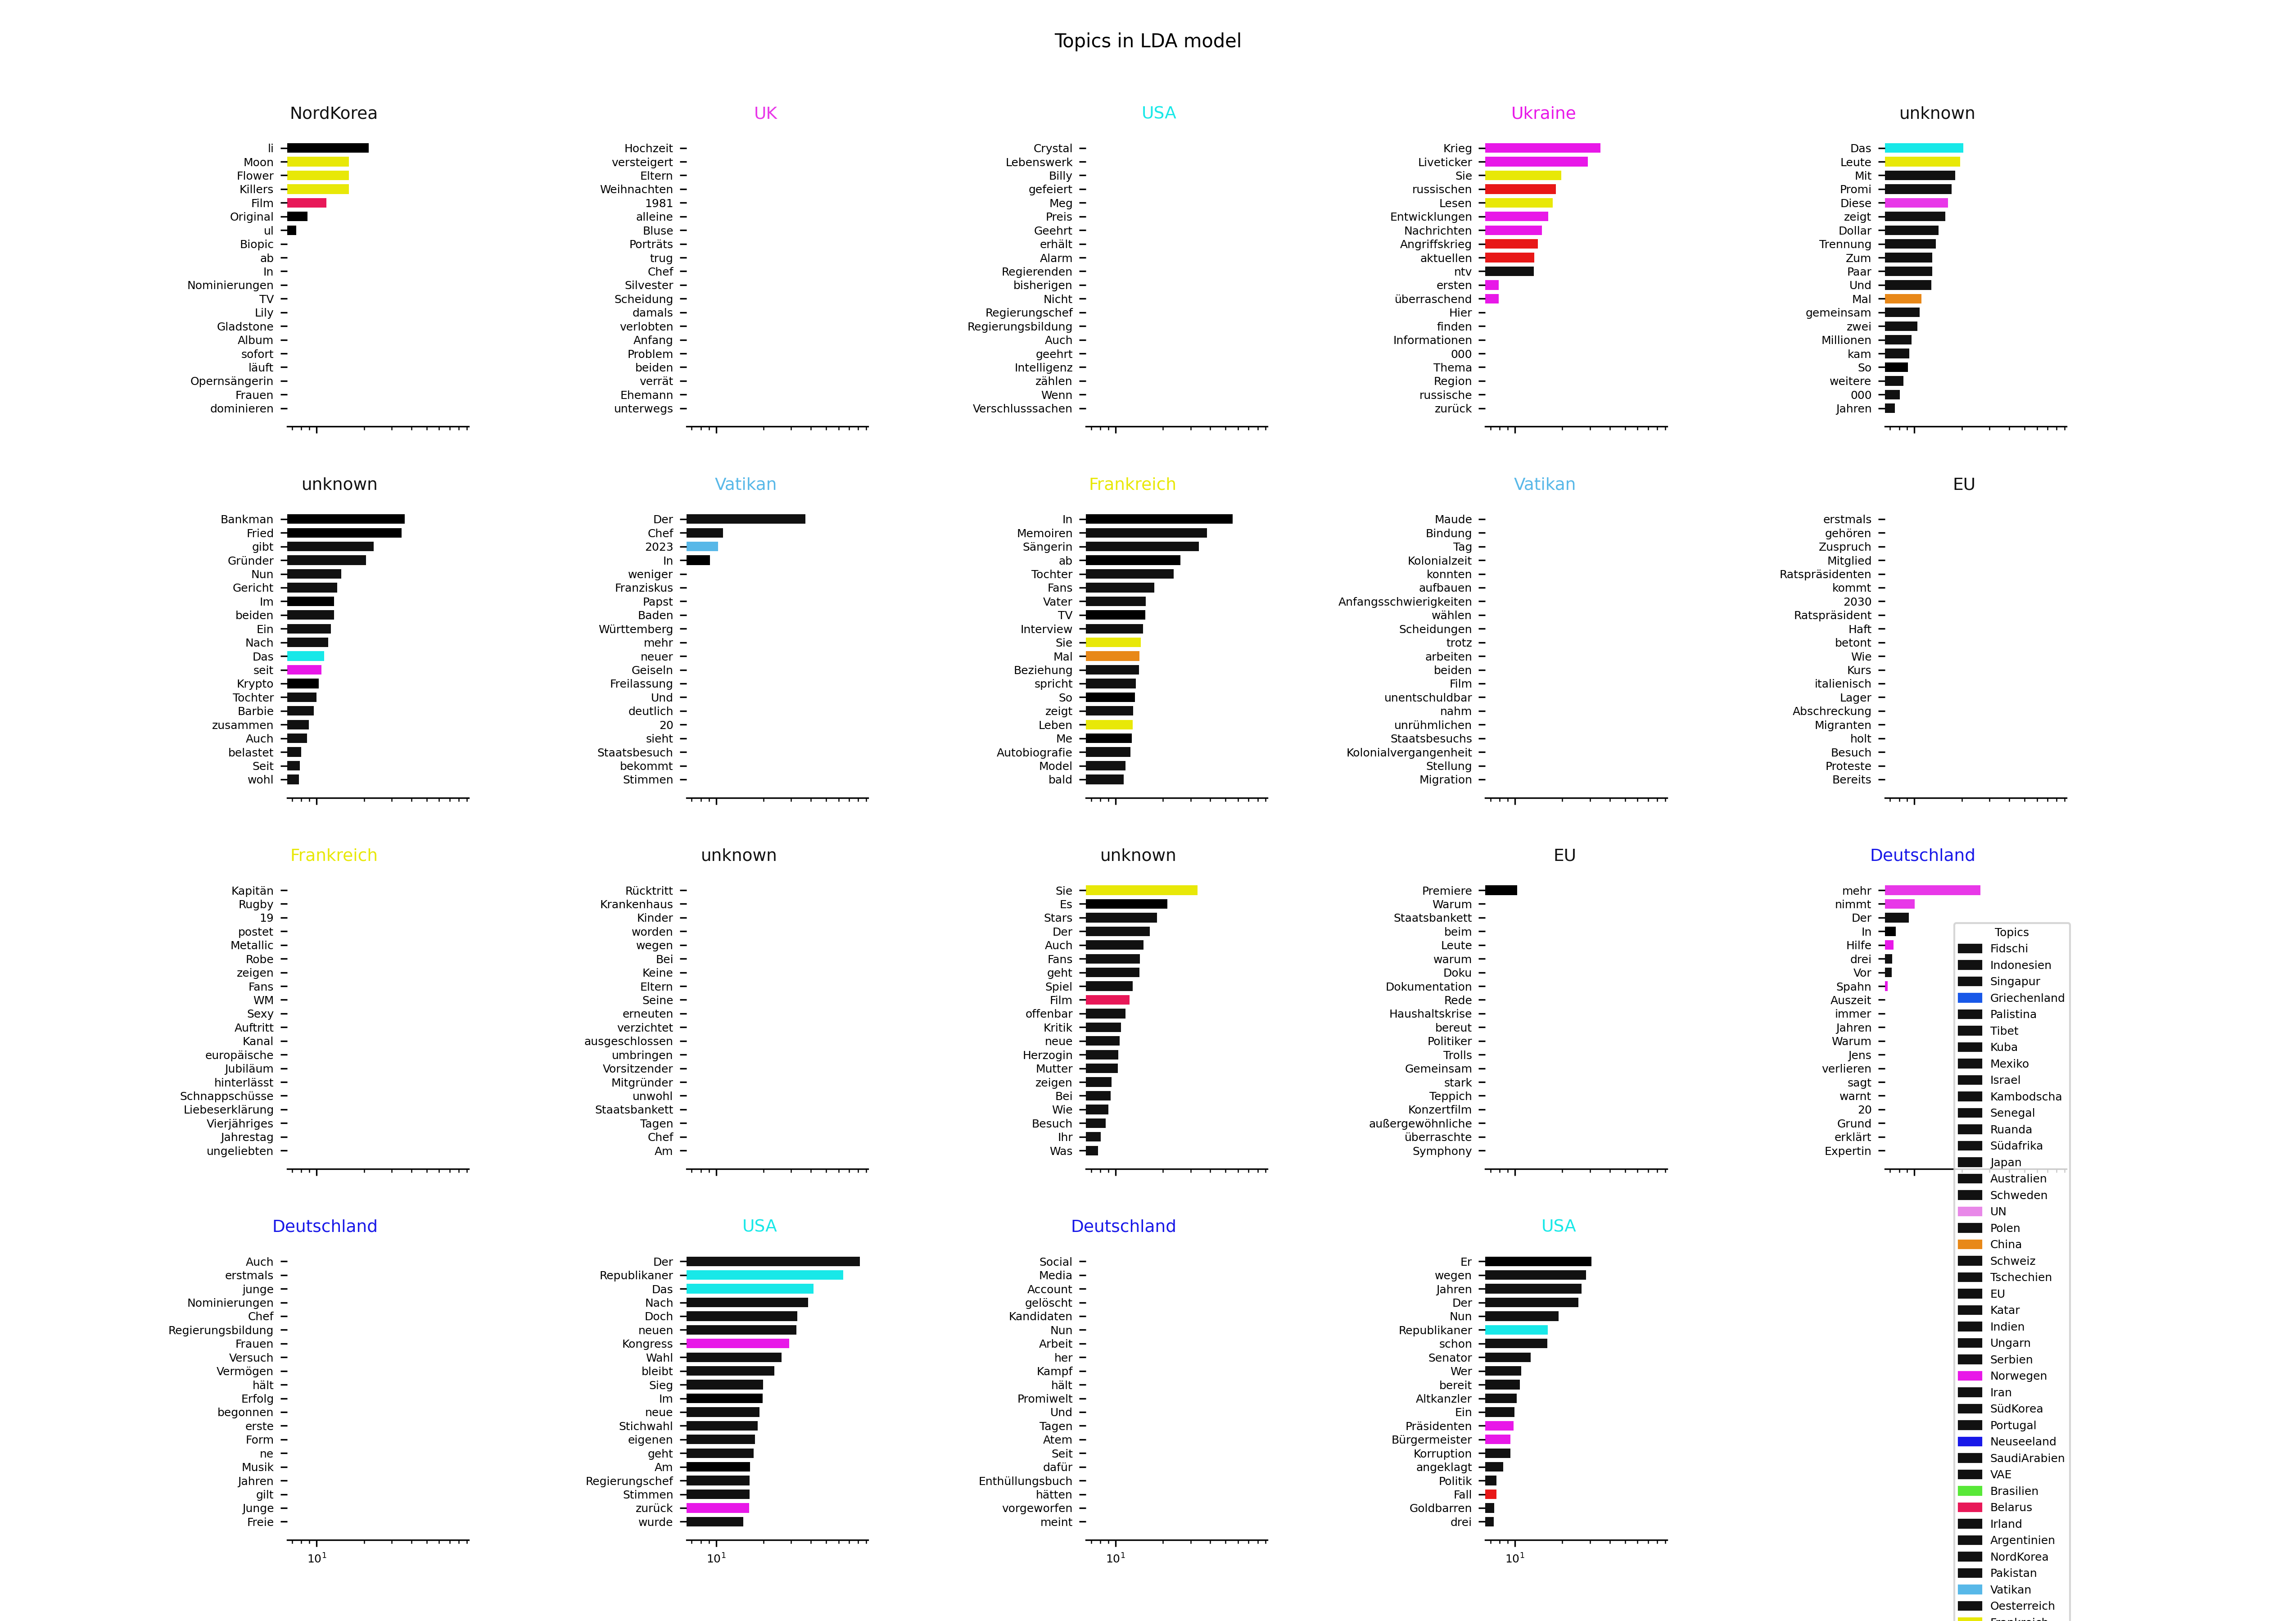 Topics in LDA model
NordKorea
li
Moon
Flower
Killers
Film
Original
ul
Biopic
ab
In
Nominierungen
TV
Lily
Gladstone
Album
sofort
läuft
Opernsängerin
Frauen
dominieren
UK
Hochzeit
versteigert
Eltern
Weihnachten
1981
alleine
Bluse
Porträts
trug
Chef
Silvester
Scheidung
damals
verlobten
Anfang
Problem
beiden
verrät
Ehemann
unterwegs
USA
Crystal
Lebenswerk
Billy
gefeiert
Meg
Preis
Geehrt
erhält
Alarm
Regierenden
bisherigen
Nicht
Regierungschef
Regierungsbildung
Auch
geehrt
Intelligenz
zählen
Wenn
Verschlusssachen
Ukraine
Krieg
Liveticker
Sie
russischen
Lesen
Entwicklungen
Nachrichten
Angriffskrieg
aktuellen
ntv
ersten
überraschend
Hier
finden
Informationen
000
Thema
Region
russische
zurück
unknown
Das
Leute
Mit
Promi
Diese
zeigt
Dollar
Trennung
Zum
Paar
Und
Mal
gemeinsam
zwei
Millionen
kam
So
weitere
000
Jahren
unknown
Bankman
Fried
gibt
Gründer
Nun
Gericht
Im
beiden
Ein
Nach
Das
seit
Krypto
Tochter
Barbie
zusammen
Auch
belastet
Seit
wohl
Vatikan
Der
Chef
2023
In
weniger
Franziskus
Papst
Baden
Württemberg
mehr
neuer
Geiseln
Freilassung
Und
deutlich
20
sieht
Staatsbesuch
bekommt
Stimmen
Frankreich
In
Memoiren
Sängerin
ab
Tochter
Fans
Vater
TV
Interview
Sie
Mal
Beziehung
spricht
So
zeigt
Leben
Me
Autobiografie
Model
bald
Vatikan
Maude
Bindung
Tag
Kolonialzeit
konnten
aufbauen
Anfangsschwierigkeiten
wählen
Scheidungen
trotz
arbeiten
beiden
Film
unentschuldbar
nahm
unrühmlichen
Staatsbesuchs
Kolonialvergangenheit
Stellung
Migration
EU
erstmals
gehören
Zuspruch
Mitglied
Ratspräsidenten
kommt
2030
Ratspräsident
Haft
betont
Wie
Kurs
italienisch
Lager
Abschreckung
Migranten
holt
Besuch
Proteste
Bereits
Frankreich
Kapitän
Rugby
19
postet
Metallic
Robe
zeigen
Fans
WM
Sexy
Auftritt
Kanal
europäische
Jubiläum
hinterlässt
Schnappschüsse
Liebeserklärung
Vierjähriges
Jahrestag
ungeliebten
unknown
Rücktritt
Krankenhaus
Kinder
worden
wegen
Bei
Keine
Eltern
Seine
erneuten
verzichtet
ausgeschlossen
umbringen
Vorsitzender
Mitgründer
unwohl
Staatsbankett
Tagen
Chef
Am
unknown
Sie
Es
Stars
Der
Auch
Fans
geht
Spiel
Film
offenbar
Kritik
neue
Herzogin
Mutter
zeigen
Bei
Wie
Besuch
Ihr
Was
EU
Premiere
Warum
Staatsbankett
beim
Leute
warum
Doku
Dokumentation
Rede
Haushaltskrise
bereut
Politiker
Trolls
Gemeinsam
stark
Teppich
Konzertfilm
außergewöhnliche
überraschte
Symphony
Deutschland
mehr
nimmt
Der
In
Hilfe
drei
Vor
Spahn
Auszeit
immer
Jahren
Warum
Jens
verlieren
sagt
warnt
20
Grund
erklärt
Expertin
Deutschland
Auch
erstmals
junge
Nominierungen
Chef
Regierungsbildung
Frauen
Versuch
Vermögen
hält
Erfolg
begonnen
erste
Form
ne
Musik
Jahren
gilt
Junge
Freie
10¹
USA
Der
Republikaner
Das
Nach
Doch
neuen
Kongress
Wahl
bleibt
Sieg
Im
neue
Stichwahl
eigenen
geht
Am
Regierungschef
Stimmen
zurück
wurde
10¹
Deutschland
Social
Media
Account
gelöscht
Kandidaten
Nun
Arbeit
her
Kampf
hält
Promiwelt
Und
Tagen
Atem
Seit
dafür
Enthüllungsbuch
hätten
vorgeworfen
meint
10¹
USA
Er
wegen
Jahren
Der
Nun
Republikaner
schon
Senator
Wer
bereit
Altkanzler
Ein
Präsidenten
Bürgermeister
Korruption
angeklagt
Politik
Fall
Goldbarren
drei
10¹
Topics
Fidschi
Indonesien
Singapur
Griechenland
Palistina
Tibet
Kuba
Mexiko
Israel
Kambodscha
Senegal
Ruanda
Südafrika
Japan
Australien
Schweden
UN
Polen
China
Schweiz
Tschechien
EU
Katar
Indien
Ungarn
Serbien
Norwegen
Iran
SüdKorea
Portugal
Neuseeland
SaudiArabien
VAE
Brasilien
Belarus
Irland
Argentinien
NordKorea
Pakistan
Vatikan
Oesterreich